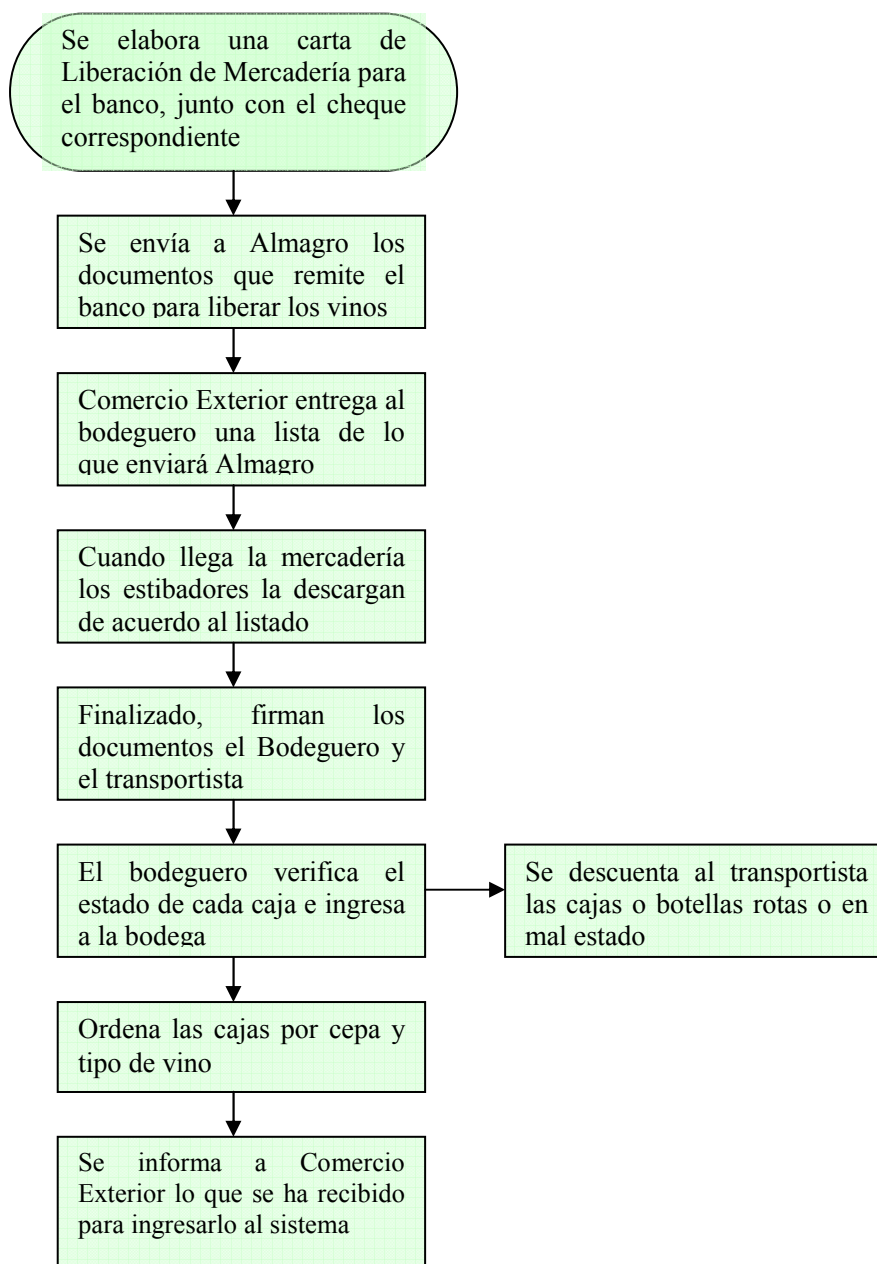 Se elabora una carta de
Liberación de Mercadería para
el banco, junto con el cheque
correspondiente
Se envía a Almagro los
documentos que remite el
banco para liberar los vinos
Comercio Exterior entrega al
bodeguero una lista de lo
que enviará Almagro
Cuando llega la mercadería
los estibadores la descargan
de acuerdo al listado
Finalizado, firman los
documentos el Bodeguero y
el transportista
El bodeguero verifica el
estado de cada caja e ingresa
a la bodega
Se descuenta al transportista
las cajas o botellas rotas o en
mal estado
Ordena las cajas por cepa y
tipo de vino
Se informa a Comercio
Exterior lo que se ha recibido
para ingresarlo al sistema